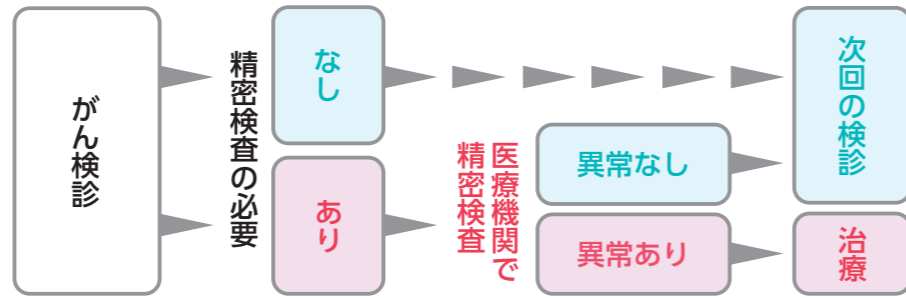 がん検診
精密検査の必要
なし
あり
医療機関で
精密検査
異常なし
異常あり
次回の検診
治療